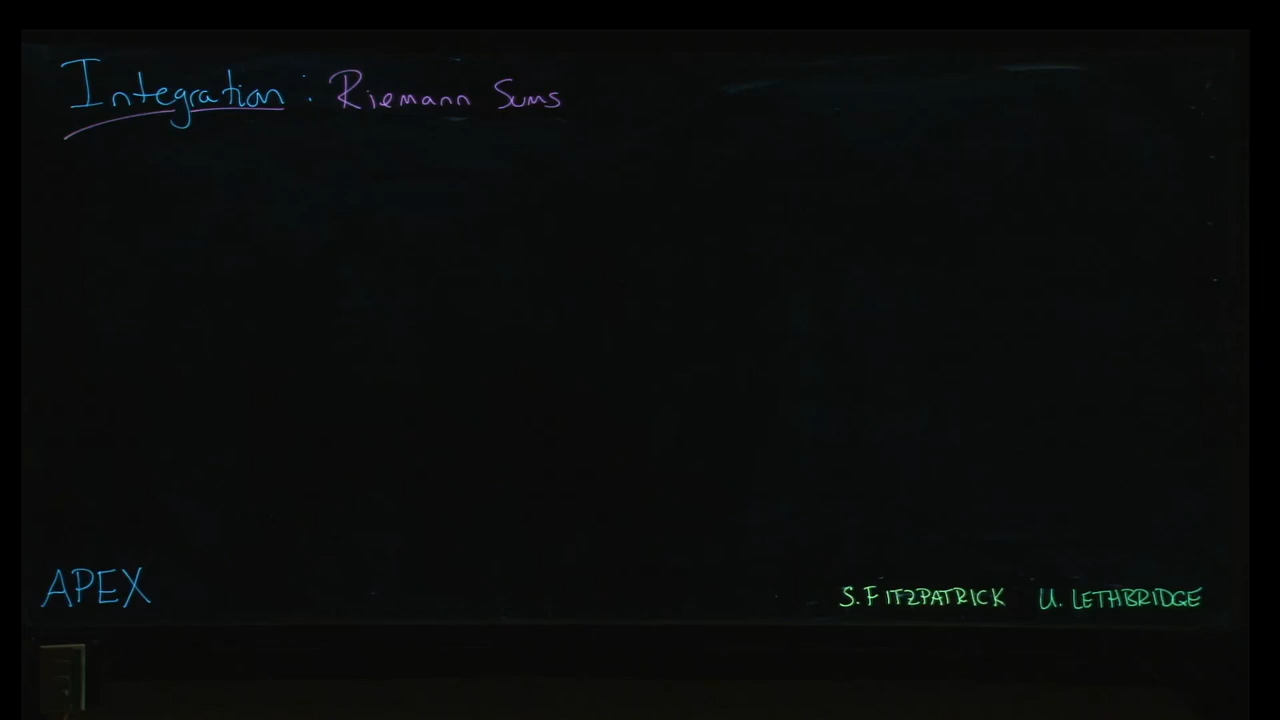 Integration: Riemann Sums
APEX
S. FITZPATRICK U. LETHBRIDGE